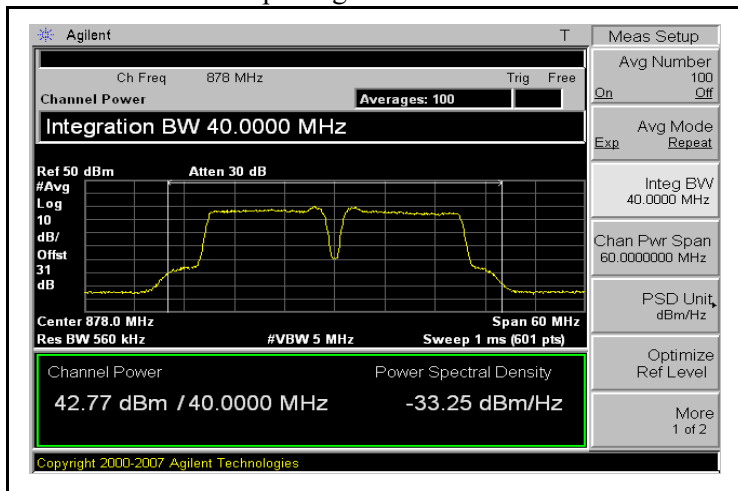 Agilent T Meas Setup
Ch Freq 878 MHz Trig Free
Channel Power Averages: 100
Integration BW 40.0000 MHz
Ref 50 dBm Atten 30 dB
#Avg
Log
10
dB/
Offst
31
dB
Center 878.0 MHz Span 60 MHz
Res BW 560 kHz #VBW 5 MHz Sweep 1 ms (601 pts)
Channel Power Power Spectral Density
42.77 dBm / 40.0000 MHz -33.25 dBm/Hz
Copyright 2000-2007 Agilent Technologies
Avg Number
100
On Off
Avg Mode
Exp Repeat
Integ BW
40.0000 MHz
Chan Pwr Span
60.0000000 MHz
PSD Unit
dBm/Hz
Optimize
Ref Level
More
1 of 2